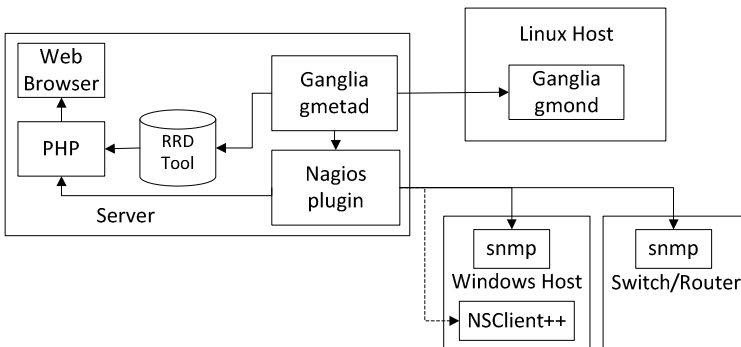 Web
Browser
PHP
RRD
Tool
Ganglia
gmetad
Nagios
plugin
Server
Linux Host
Ganglia
gmond
snmp
Windows Host
NSClient++
snmp
Switch/Router